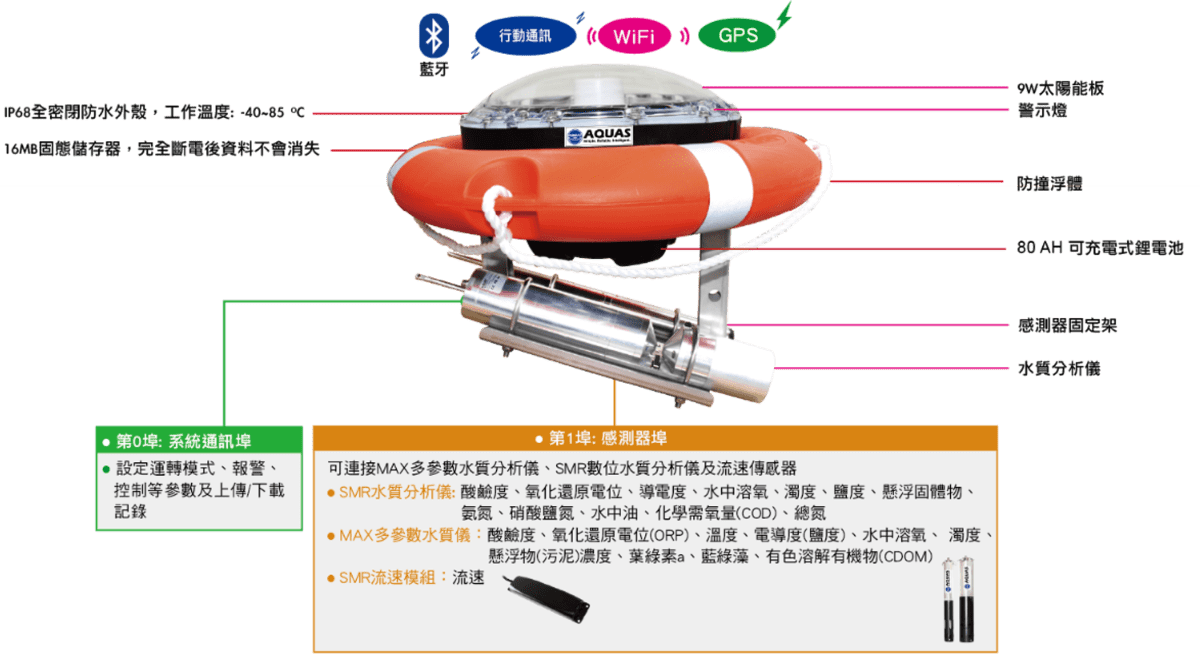 行動通訊
WiFi
GPS
藍牙
IP68全密閉防水外殼，工作溫度: -40~85 ºC
16MB固態儲存器，完全斷電後資料不會消失
AQUAS
9W太陽能板
警示燈
防撞浮體
80 AH 可充電式鋰電池
感測器固定架
水質分析儀
● 第0埠: 系統通訊埠
● 設定運轉模式、報警、
控制等參數及上傳/下載
記錄
● 第1埠: 感測器埠
可連接MAX多參數水質分析儀、SMR數位水質分析儀及流速傳感器
● SMR水質分析儀: 酸鹼度、氧化還原電位、導電度、水中溶氧、濁度、鹽度、懸浮固體物、
氨氮、硝酸鹽氮、水中油、化學需氧量(COD)、總氮
● MAX多參數水質儀：酸鹼度、氧化還原電位(ORP)、溫度、電導度(鹽度)、水中溶氧、 濁度、
懸浮物(污泥)濃度、葉綠素a、藍綠藻、有色溶解有機物(CDOM)
● SMR流速模組：流速
AQUAS
AQUAS